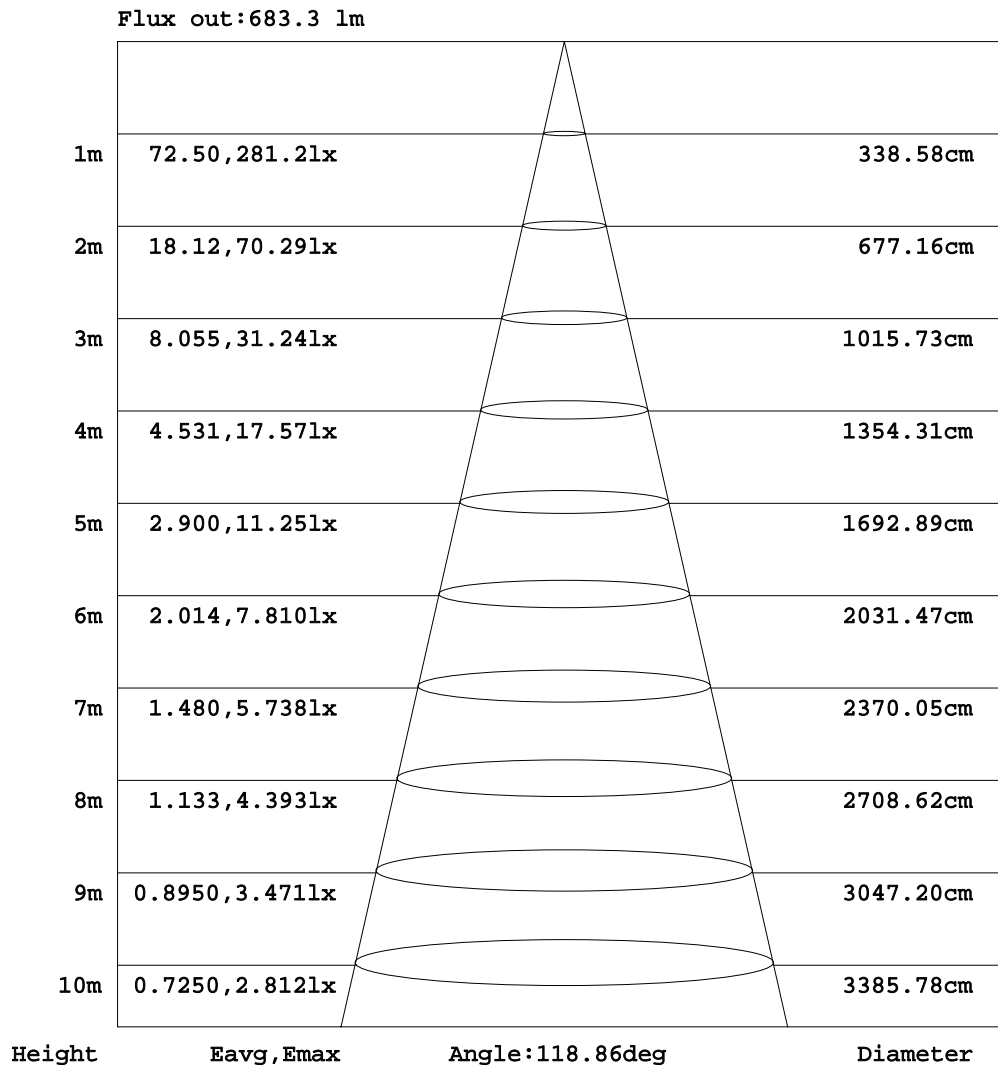 Flux out:683.3 lm
1m 72.50,281.2lx 338.58cm
2m 18.12,70.29lx 677.16cm
3m 8.055,31.24lx 1015.73cm
4m 4.531,17.57lx 1354.31cm
5m 2.900,11.25lx 1692.89cm
6m 2.014,7.810lx 2031.47cm
7m 1.480,5.738lx 2370.05cm
8m 1.133,4.393lx 2708.62cm
9m 0.8950,3.471lx 3047.20cm
10m 0.7250,2.812lx 3385.78cm
Height Eavg,Emax Angle:118.86deg Diameter